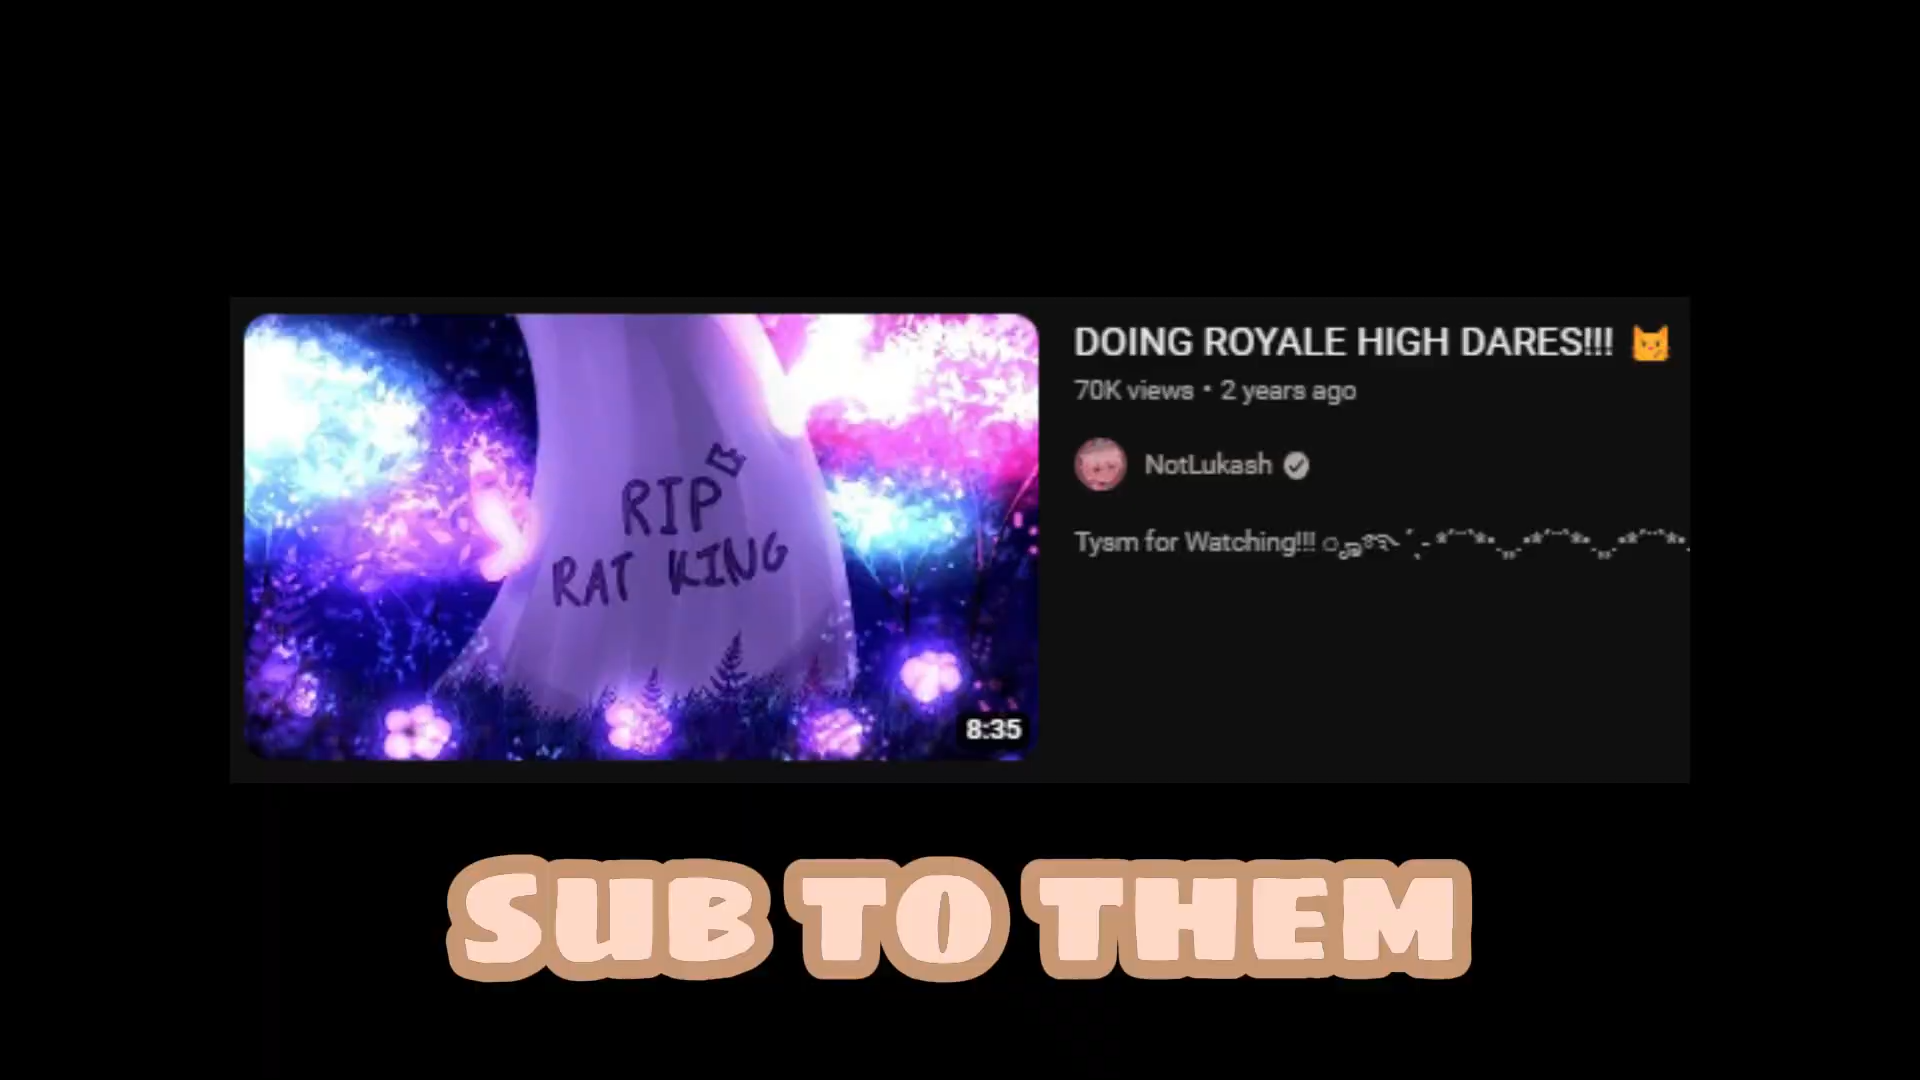 RIP
RAT KING
8:35
DOING ROYALE HIGH DARES!!! 😼
70K views • 2 years ago
NotLukash
Tysm for Watching!!!
SUB TO THEM